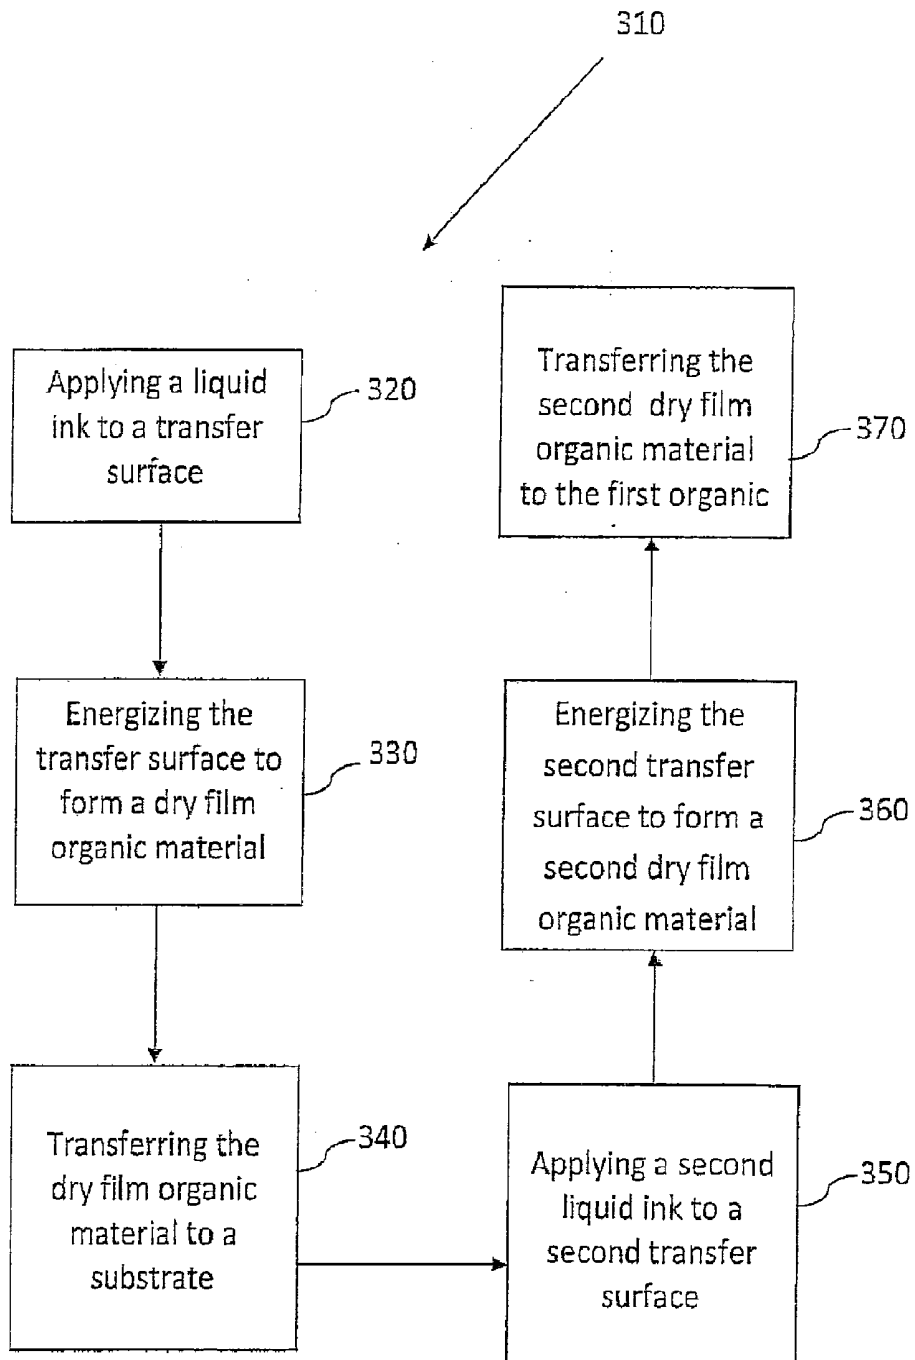 310
Applying a liquid
ink to a transfer
surface
320
Energizing the
transfer surface to
form a dry film
organic material
330
Transferring the
dry film organic
material to a
substrate
340
Applying a second
liquid ink to a
second transfer
surface
350
Energizing the
second transfer
surface to form a
second dry film
organic material
360
Transferring the
second dry film
organic material
to the first organic.
370